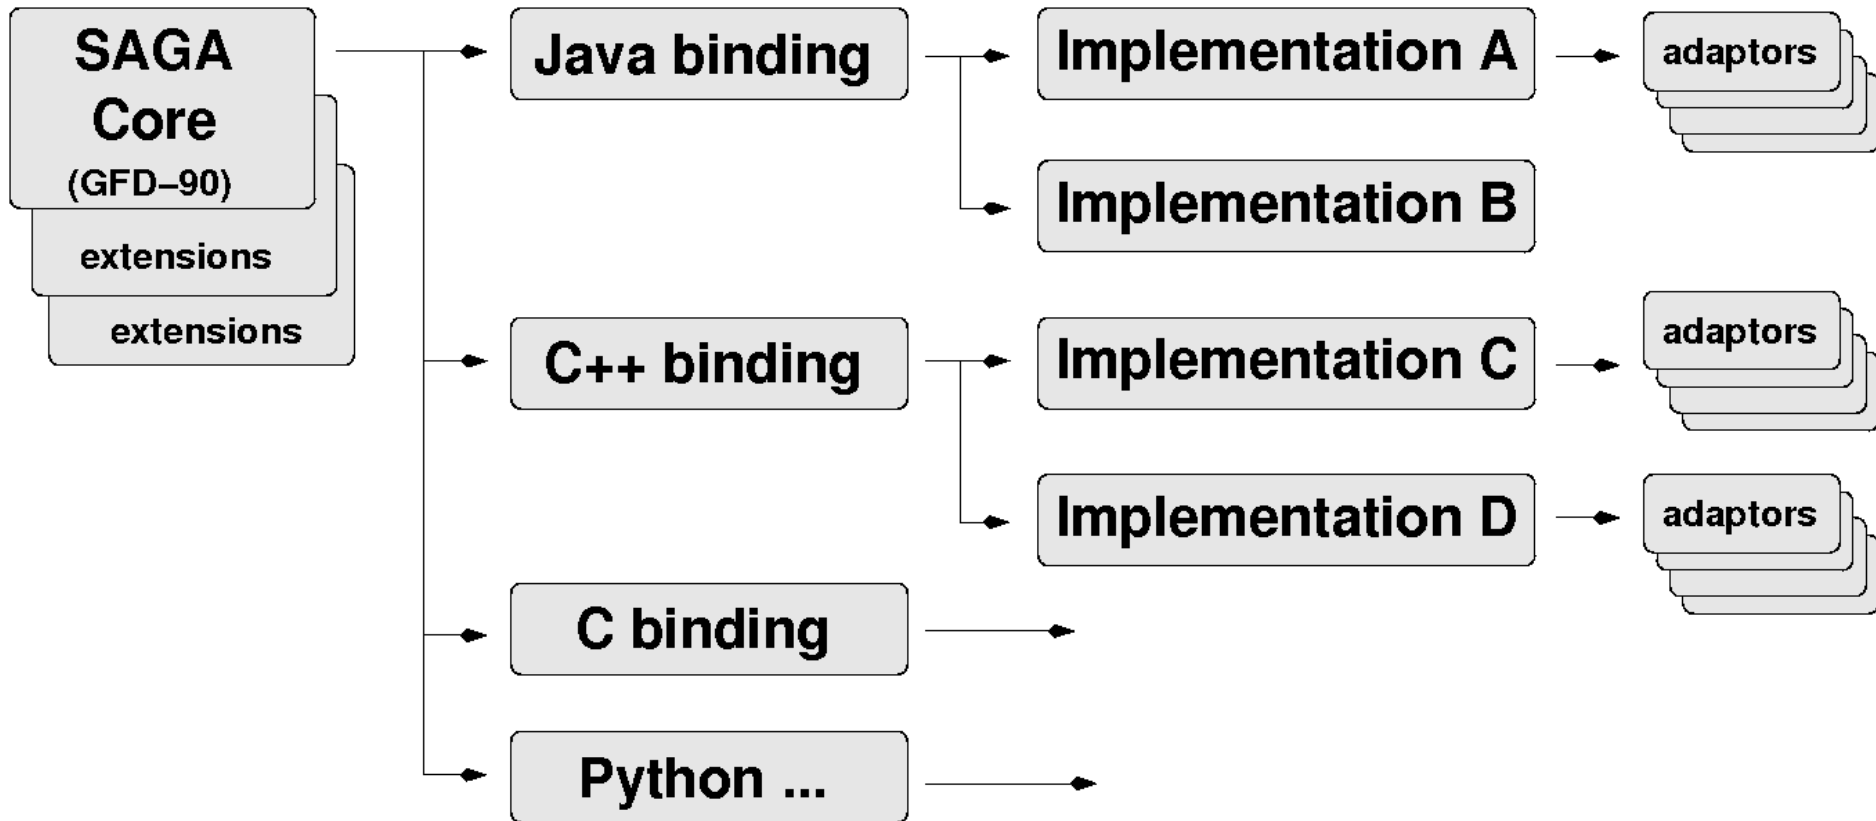 SAGA
Core
(GFD–90)
extensions
extensions
Java binding
Implementation A
adaptors
Implementation B
C++ binding
Implementation C
adaptors
Implementation D
adaptors
C binding
Python ...